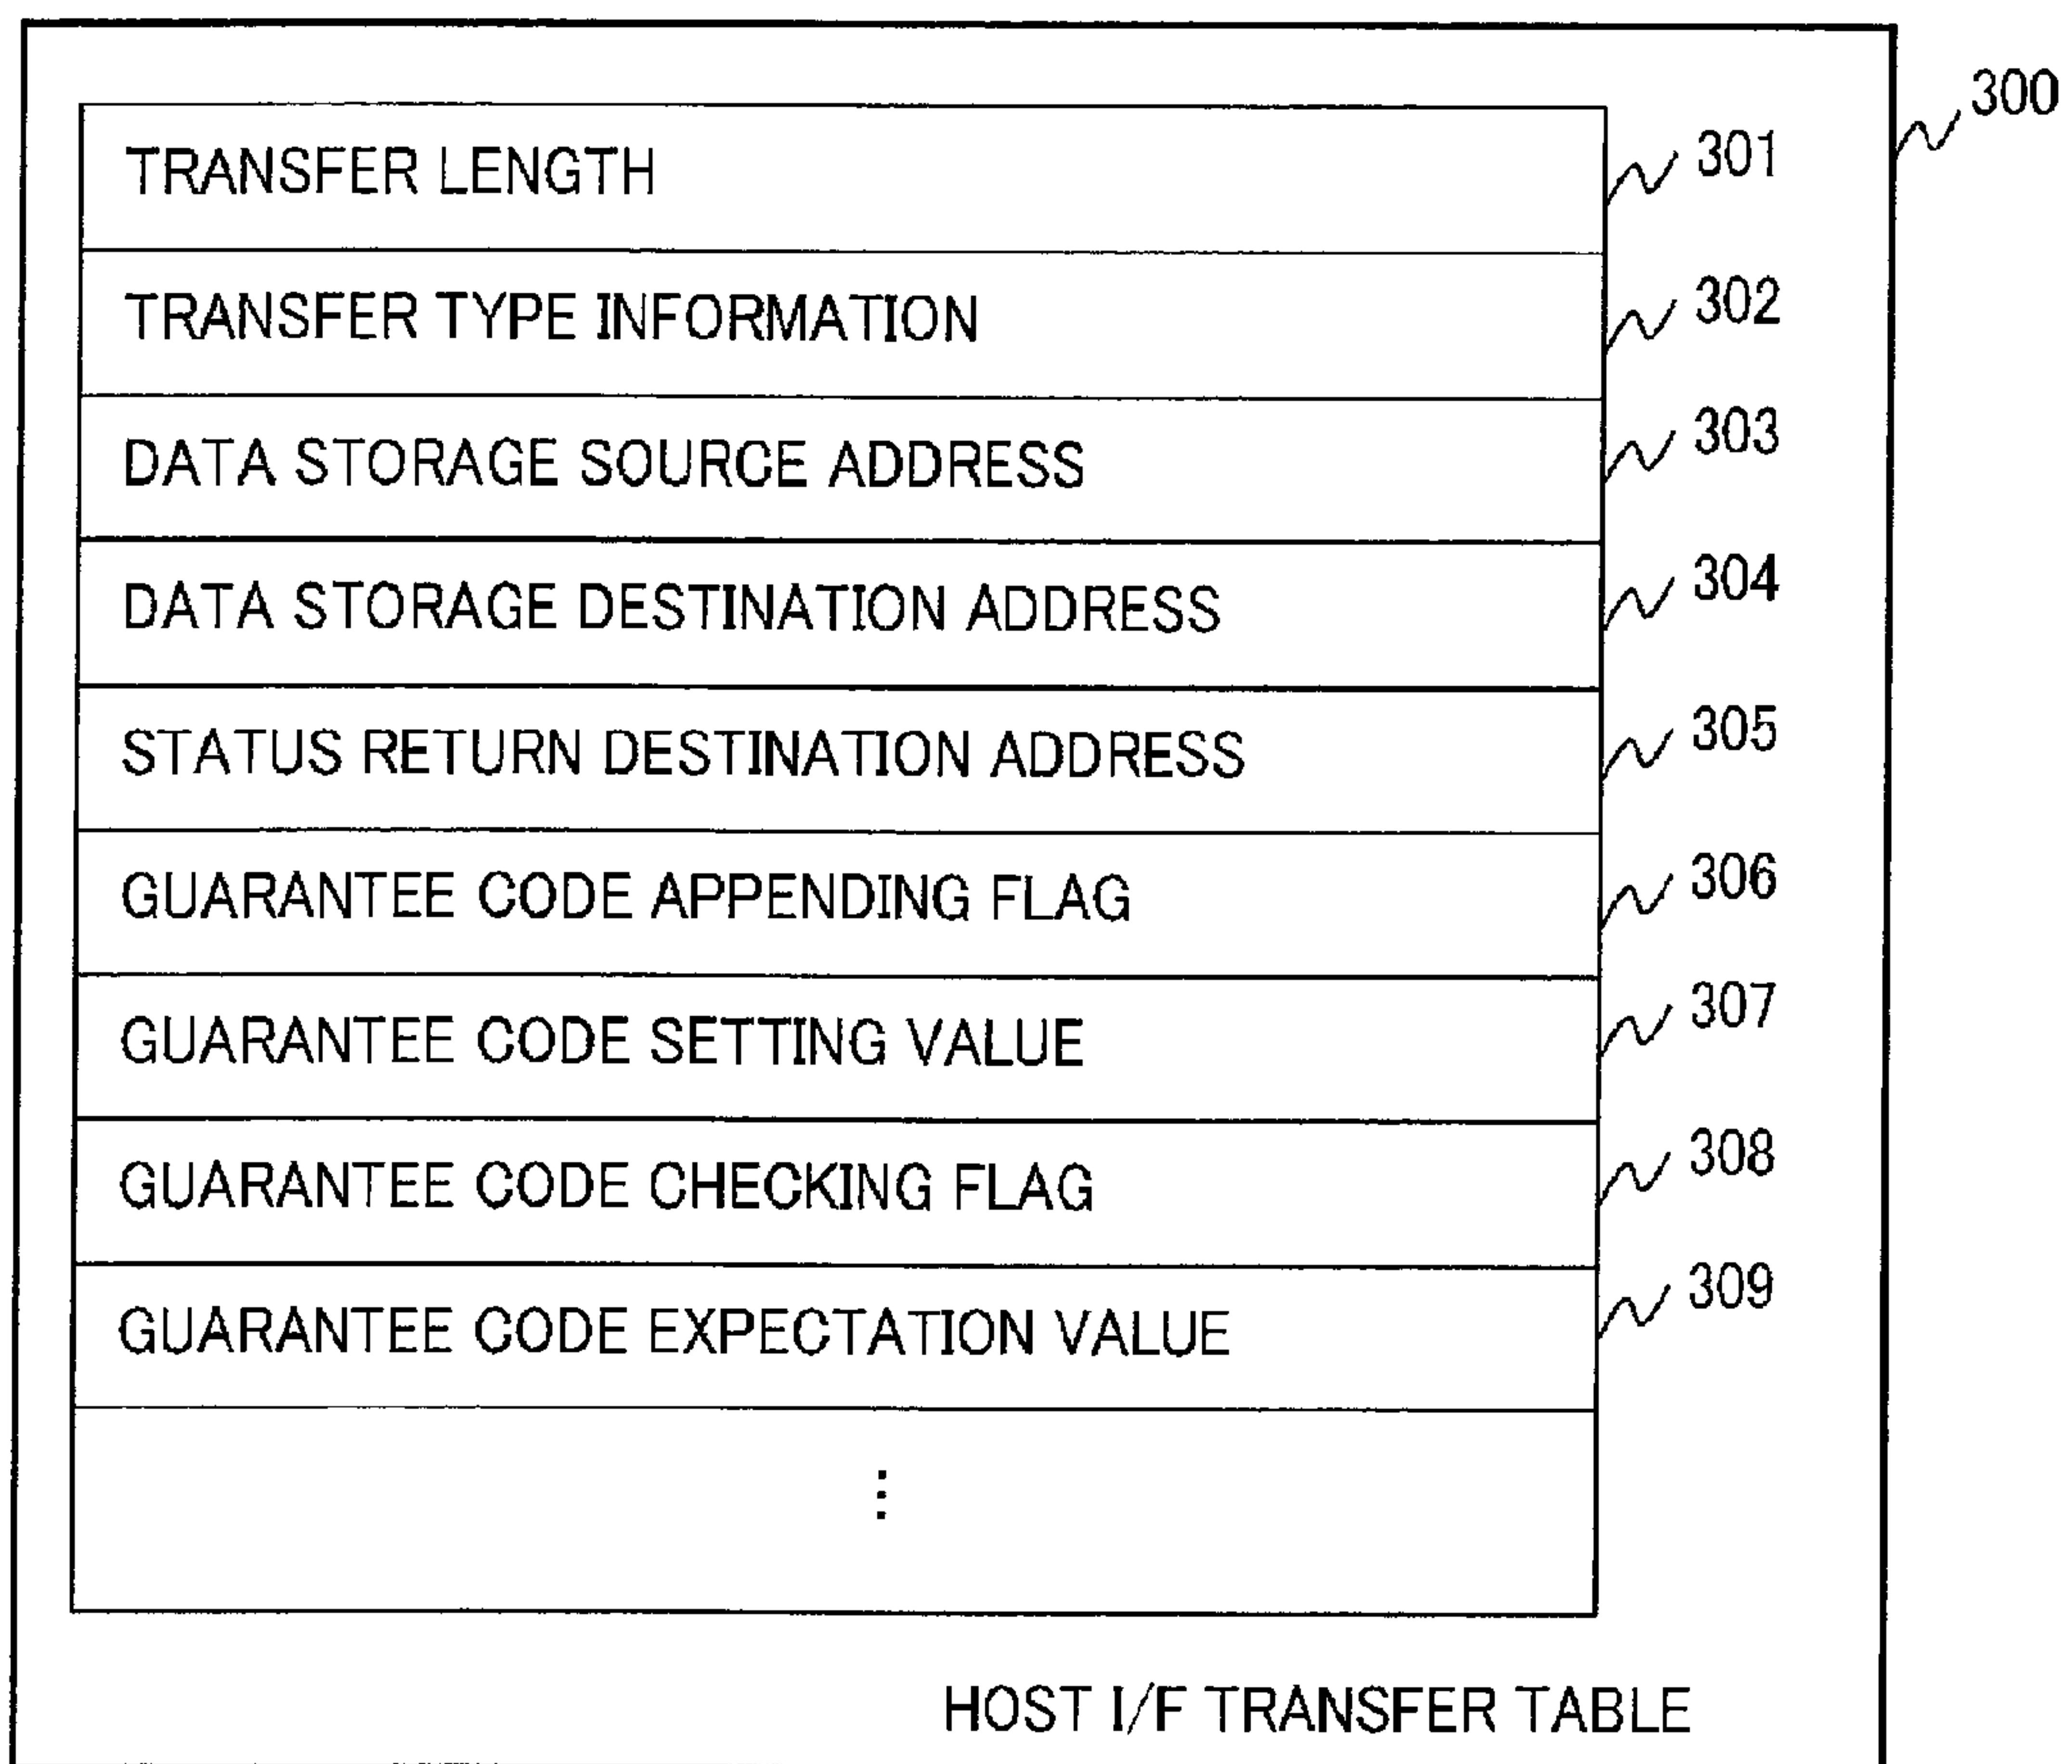 300
TRANSFER LENGTH 301
TRANSFER TYPE INFORMATION 302
DATA STORAGE SOURCE ADDRESS 303
DATA STORAGE DESTINATION ADDRESS 304
STATUS RETURN DESTINATION ADDRESS 305
GUARANTEE CODE APPENDING FLAG 306
GUARANTEE CODE SETTING VALUE 307
GUARANTEE CODE CHECKING FLAG 308
GUARANTEE CODE EXPECTATION VALUE 309
⋮
HOST I/F TRANSFER TABLE